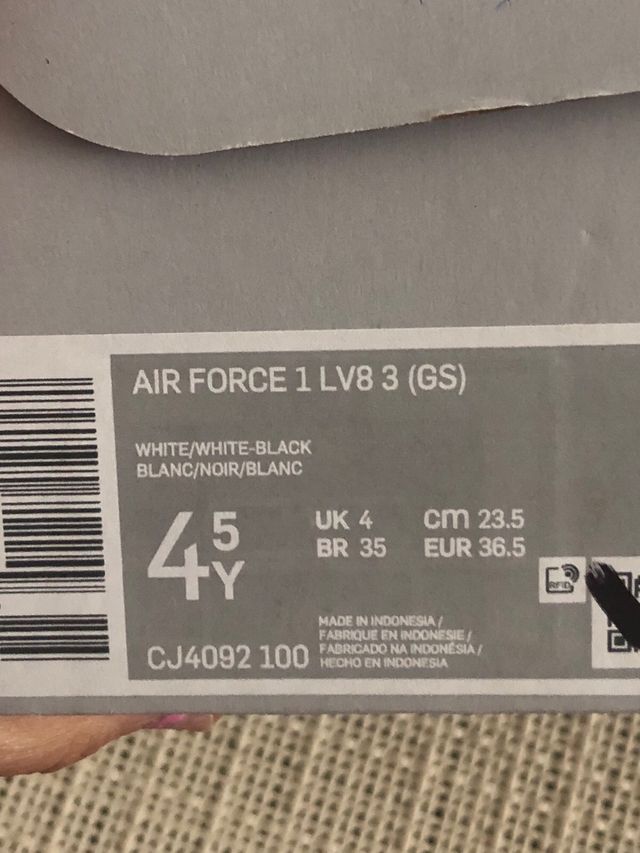 AIR FORCE 1 LV8 3 (GS)
WHITE/WHITE-BLACK
BLANC/NOIR/BLANC
4 5Y
UK 4 cm 23.5
BR 35 EUR 36.5
RFID
MADE IN INDONESIA /
FABRIQUE EN INDONESIE /
FABRICADO NA INDONÉSIA /
HECHO EN INDONESIA
CJ4092 100